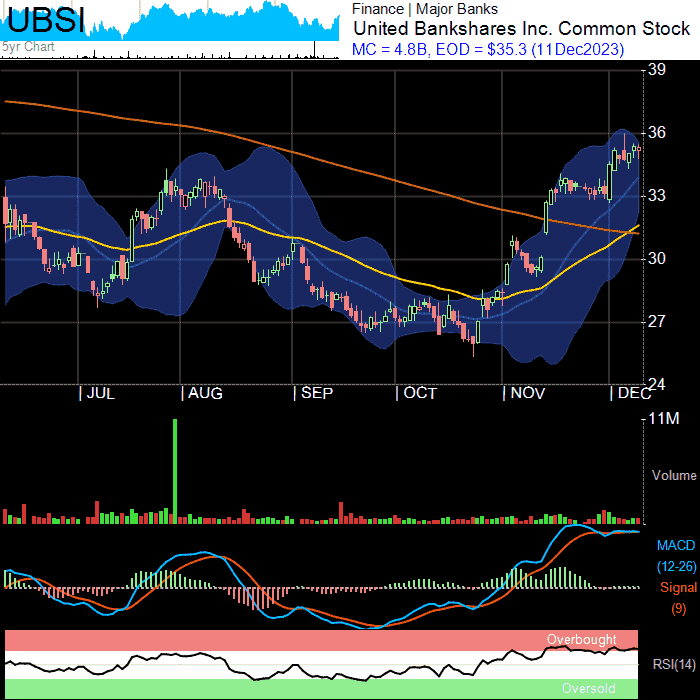 UBSI
5yr Chart
Finance | Major Banks
United Bankshares Inc. Common Stock
MC = 4.8B, EOD = $35.3 (11Dec2023)
39
36
33
30
27
24
| JUL | AUG | SEP | OCT | NOV | DEC
11M
Volume
MACD
(12-26)
Signal
(9)
Overbought
RSI(14)
Oversold